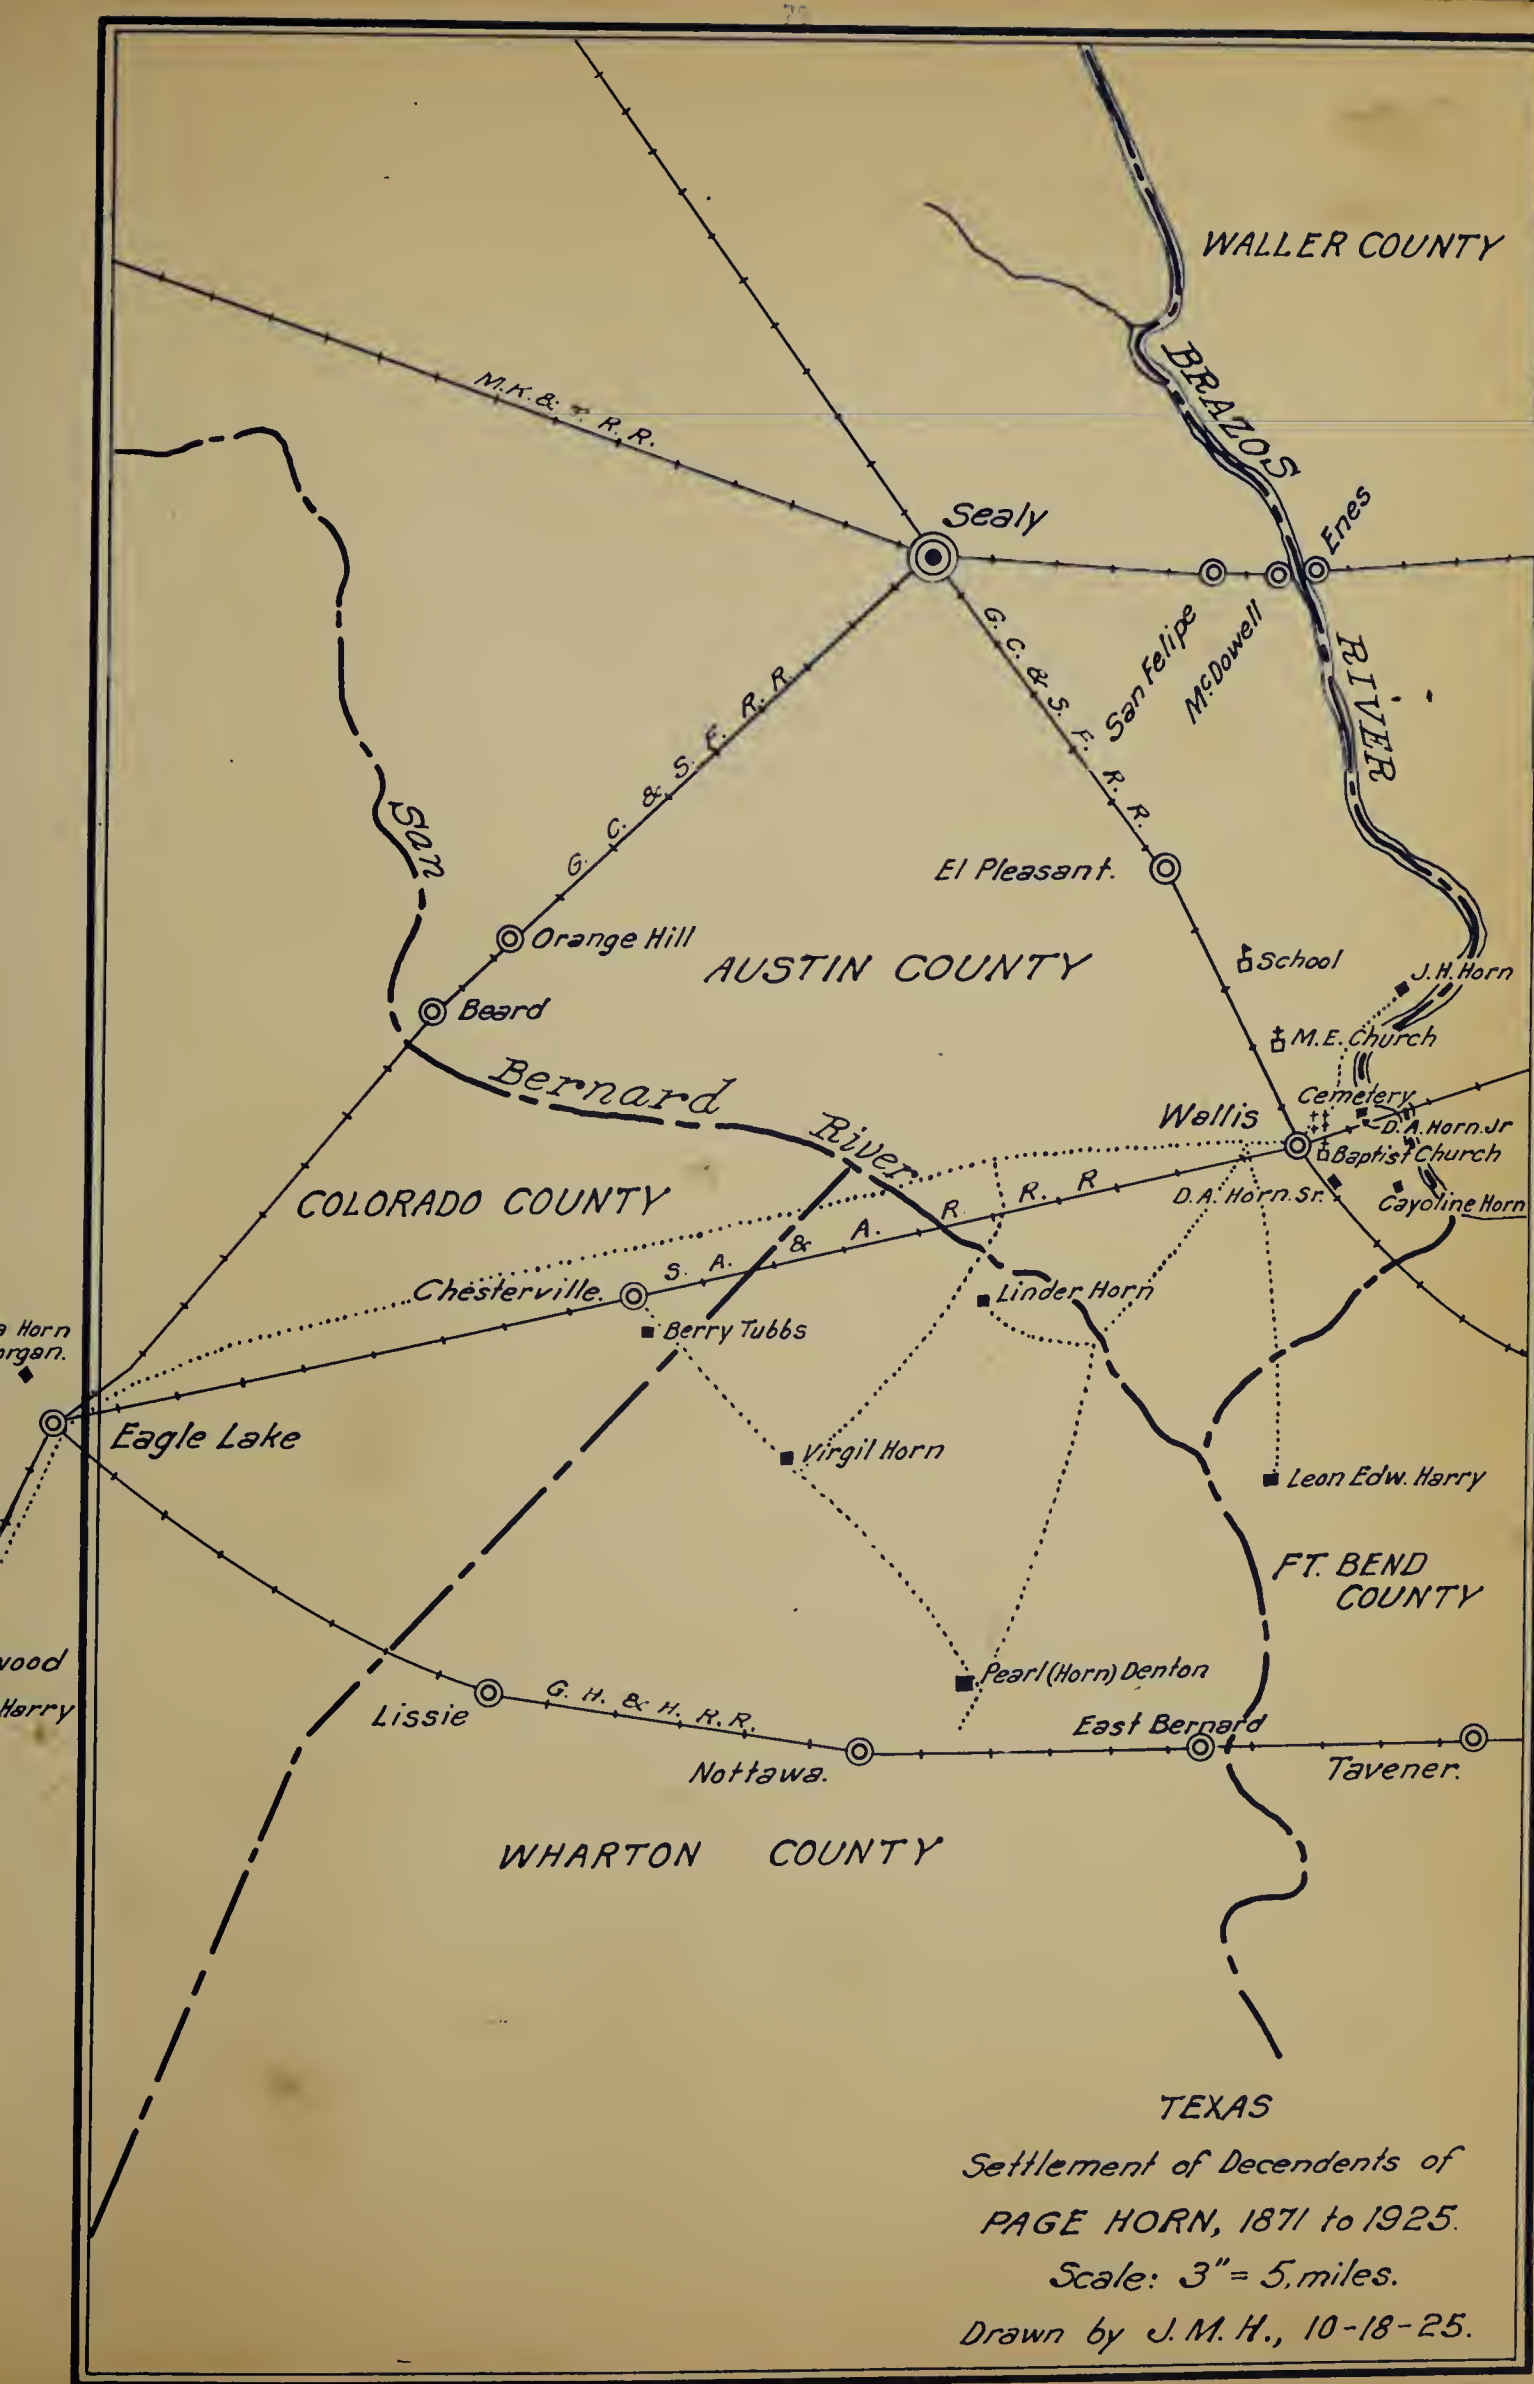 WALLER COUNTY
BRAZOS
RIVER
M.K. & T. R. R.
Sealy
Enes
San Felipe
McDowell
G. C. & S. F. R. R.
G. C. & S. F. R. R.
San
Bernard
River
El Pleasant.
Orange Hill
AUSTIN COUNTY
School
J.H. Horn
Beard
M.E. Church
Cemetery
Wallis
D.A. Horn. Jr
Baptist Church
D.A. Horn. Sr.
Cayoline Horn
COLORADO COUNTY
S. A. & A. R. R. R
Chesterville.
Linder Horn
Berry Tubbs
Horn
Eagle Lake
Virgil Horn
Leon Edw. Harry
FT. BEND
COUNTY
Harry
Pearl (Horn) Denton
Lissie
G. H. & H. R. R.
East Bernard
Nottawa.
Tavener.
WHARTON COUNTY
TEXAS
Settlement of Decendents of
PAGE HORN, 1871 to 1925.
Scale: 3" = 5. miles.
Drawn by J. M. H., 10-18-25.